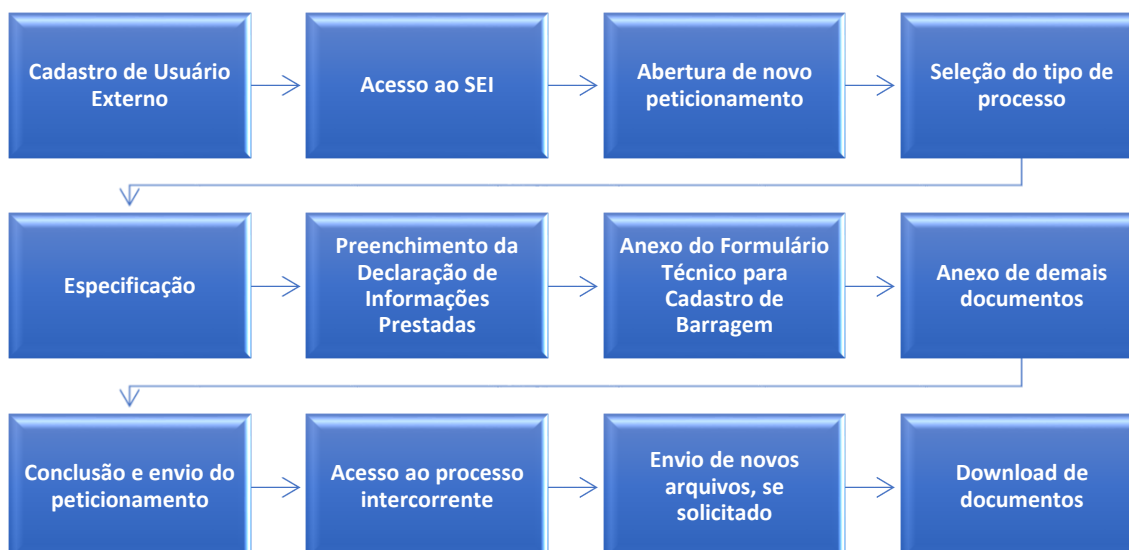 Cadastro de Usuário
Externo
Acesso ao SEI
Abertura de novo
peticionamento
Seleção do tipo de
processo
Especificação
Preenchimento da
Declaração de
Informações
Prestadas
Anexo do Formulário
Técnico para
Cadastro de
Barragem
Anexo de demais
documentos
Conclusão e envio do
peticionamento
Acesso ao processo
intercorrente
Envio de novos
arquivos, se
solicitado
Download de
documentos